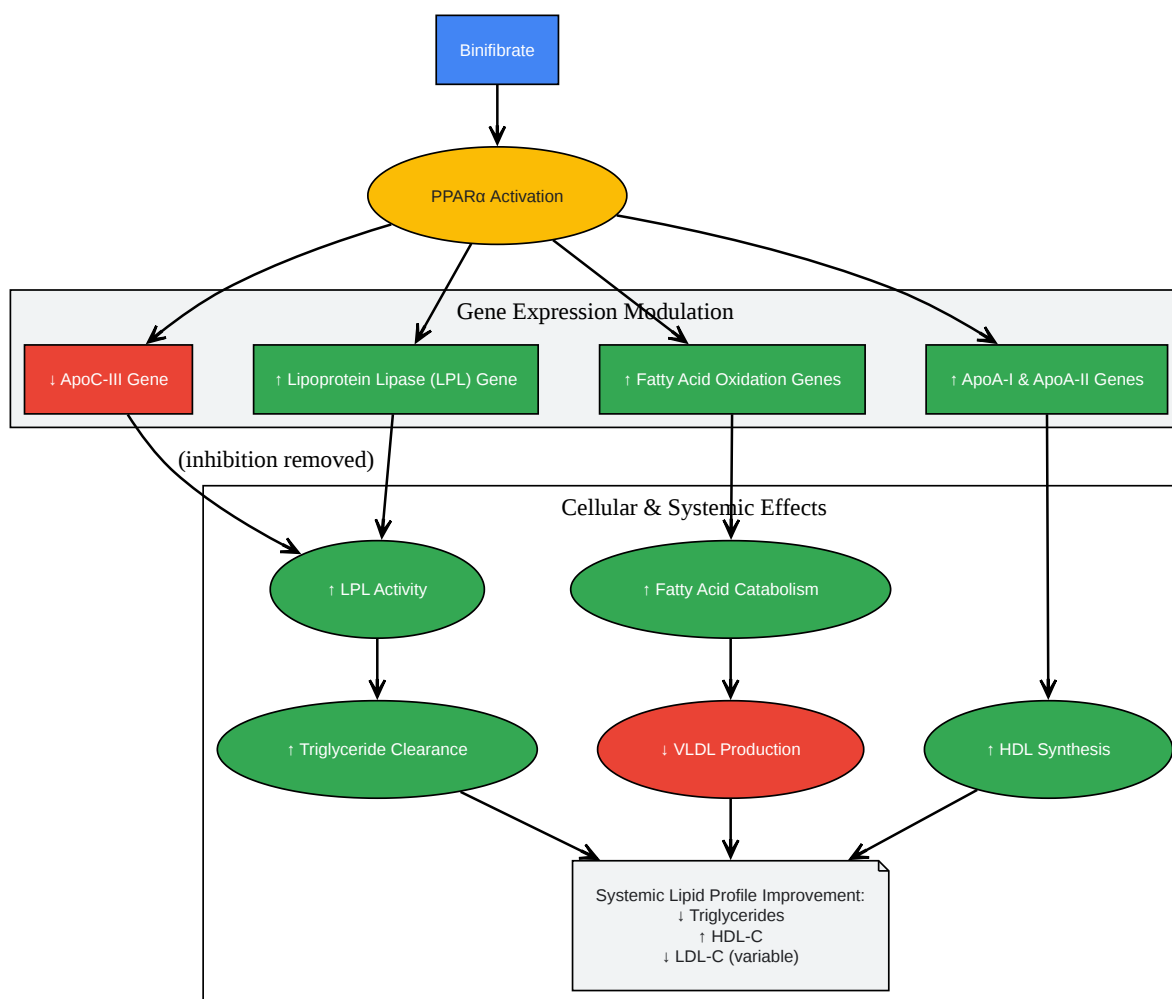 Binifibrate
PPARα Activation
Gene Expression Modulation
↓ ApoC-III Gene
↑ Lipoprotein Lipase (LPL) Gene
↑ Fatty Acid Oxidation Genes
↑ ApoA-I & ApoA-II Genes
(inhibition removed)
Cellular & Systemic Effects
↑ LPL Activity
↑ Fatty Acid Catabolism
↑ Triglyceride Clearance
↓ VLDL Production
↑ HDL Synthesis
Systemic Lipid Profile Improvement:
↓ Triglycerides
↑ HDL-C
↓ LDL-C (variable)